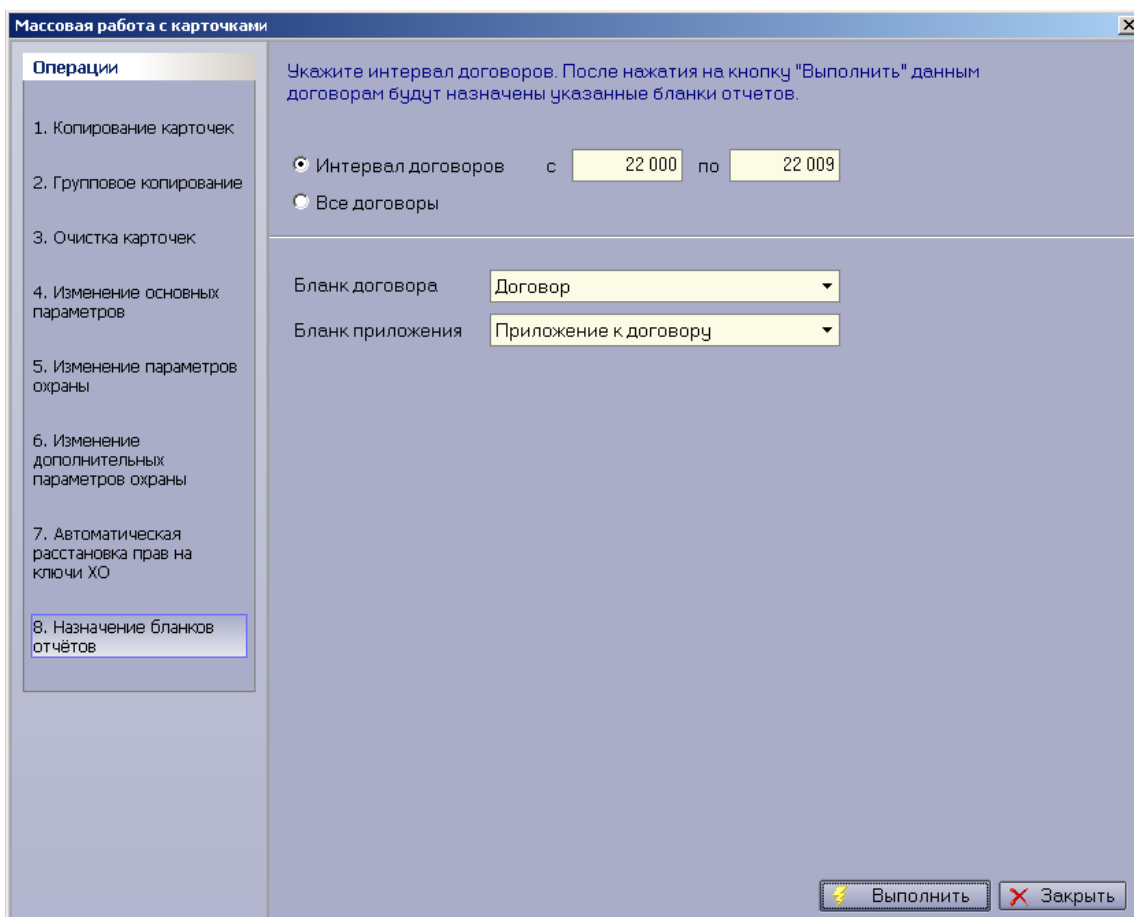 Массовая работа с карточками
Операции
1. Копирование карточек
2. Групповое копирование
3. Очистка карточек
4. Изменение основных
параметров
5. Изменение параметров
охраны
6. Изменение
дополнительных
параметров охраны
7. Автоматическая
расстановка прав на
ключи ХО
8. Назначение бланков
отчётов
Укажите интервал договоров. После нажатия на кнопку "Выполнить" данным
договорам будут назначены указанные бланки отчетов.
Интервал договоров с 22 000 по 22 009
Все договоры
Бланк договора Договор
Бланк приложения Приложение к договору
Выполнить Закрыть